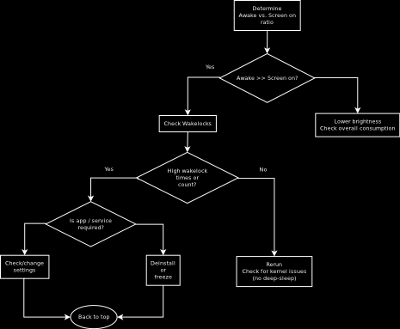 Determine
Awake vs. Screen on
ratio
Yes
Awake >> Screen on?
Check Wakelocks
Lower brightness
Check overall consumption
Yes
High wakelock
times or
count?
No
Is app / service
required?
Check/change
settings
Deinstall
or
freeze
Rerun
Check for kernel issues
(no deep-sleep)
Back to top